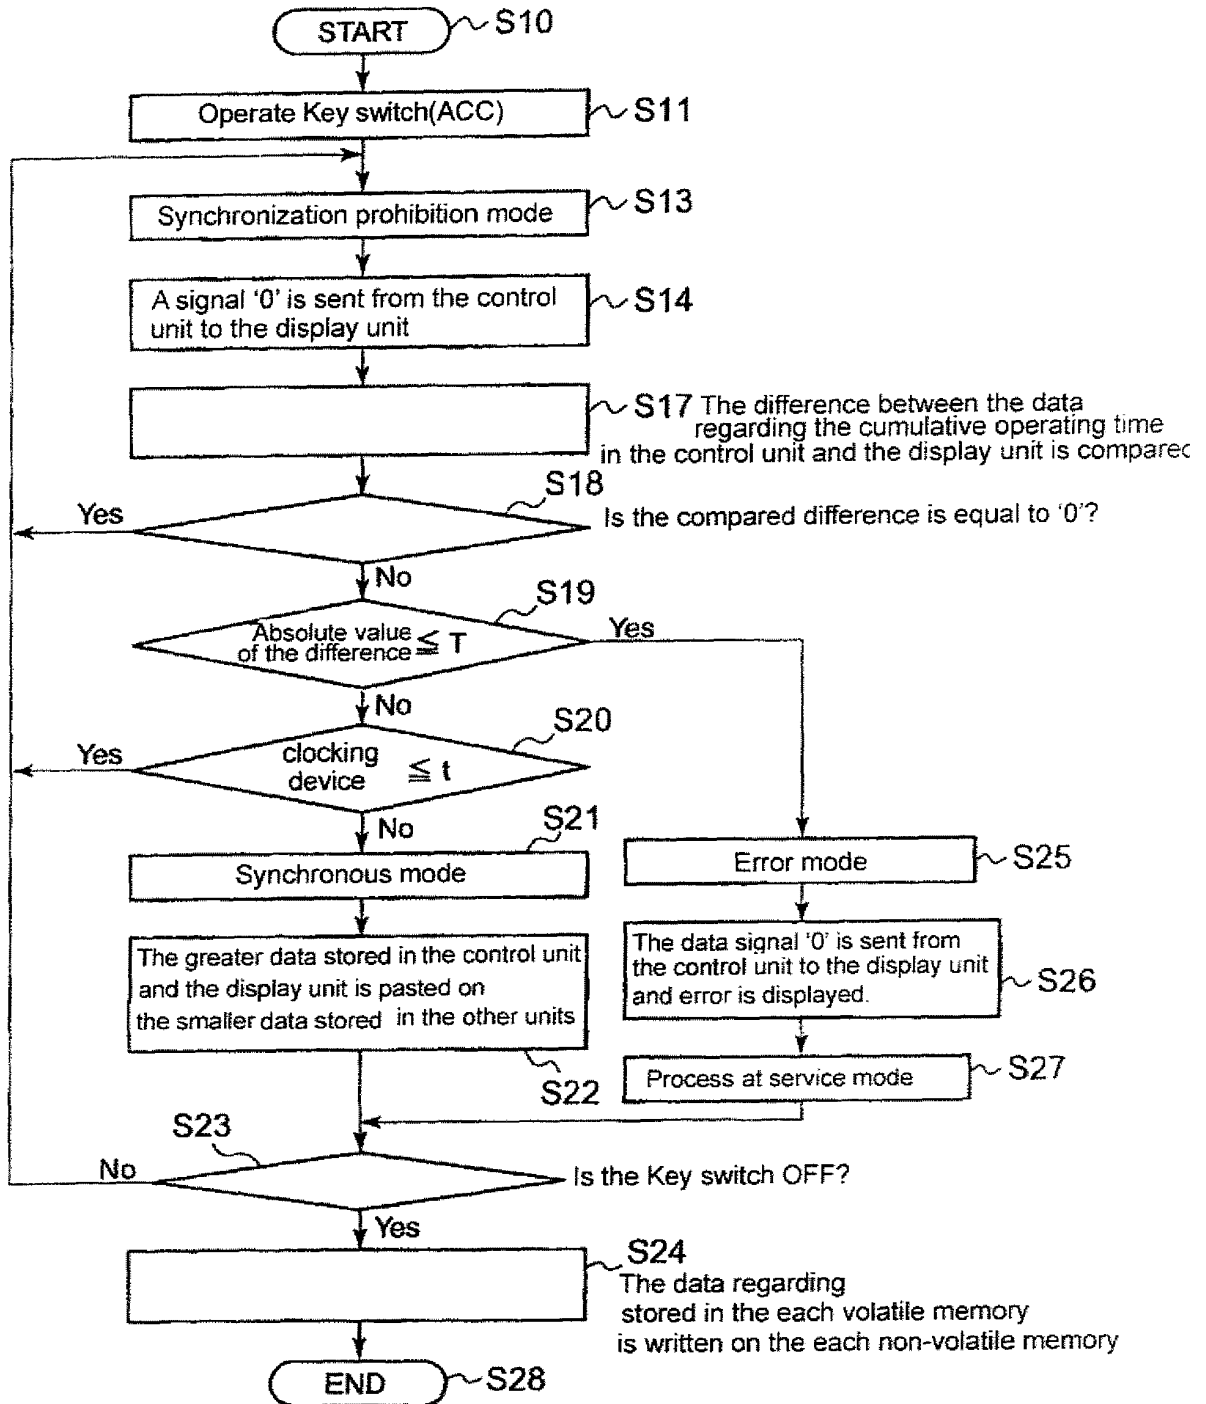 START
S10
Operate Key switch(ACC)
S11
Synchronization prohibition mode
S13
A signal ‘0’ is sent from the control
unit to the display unit
S14
S17 The difference between the data
regarding the cumulative operating time
in the control unit and the display unit is compared
S18
Yes
Is the compared difference is equal to ‘0’?
No
S19
Absolute value
of the difference ≦ T
Yes
No
S20
Yes
clocking
device ≦ t
No
S21
Synchronous mode
Error mode
S25
The greater data stored in the control unit
and the display unit is pasted on
the smaller data stored in the other units
S22
The data signal ‘0’ is sent from
the control unit to the display unit
and error is displayed.
S26
Process at service mode
S27
S23
No
Is the Key switch OFF?
Yes
S24
The data regarding
stored in the each volatile memory
is written on the each non-volatile memory
END
S28